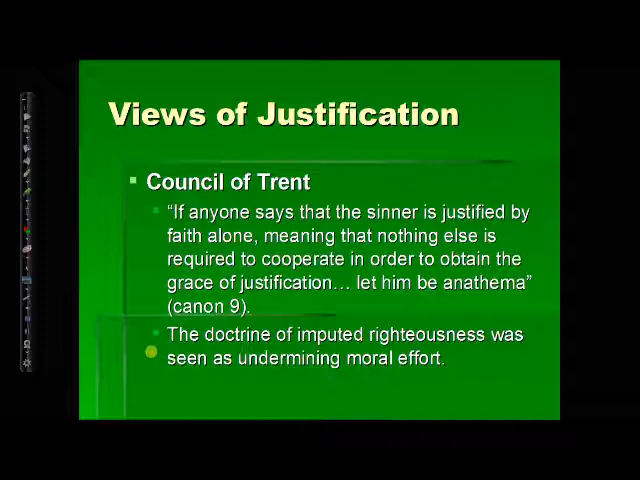 Views of Justification
Council of Trent
“If anyone says that the sinner is justified by
faith alone, meaning that nothing else is
required to cooperate in order to obtain the
grace of justification… let him be anathema”
(canon 9).
The doctrine of imputed righteousness was
seen as undermining moral effort.